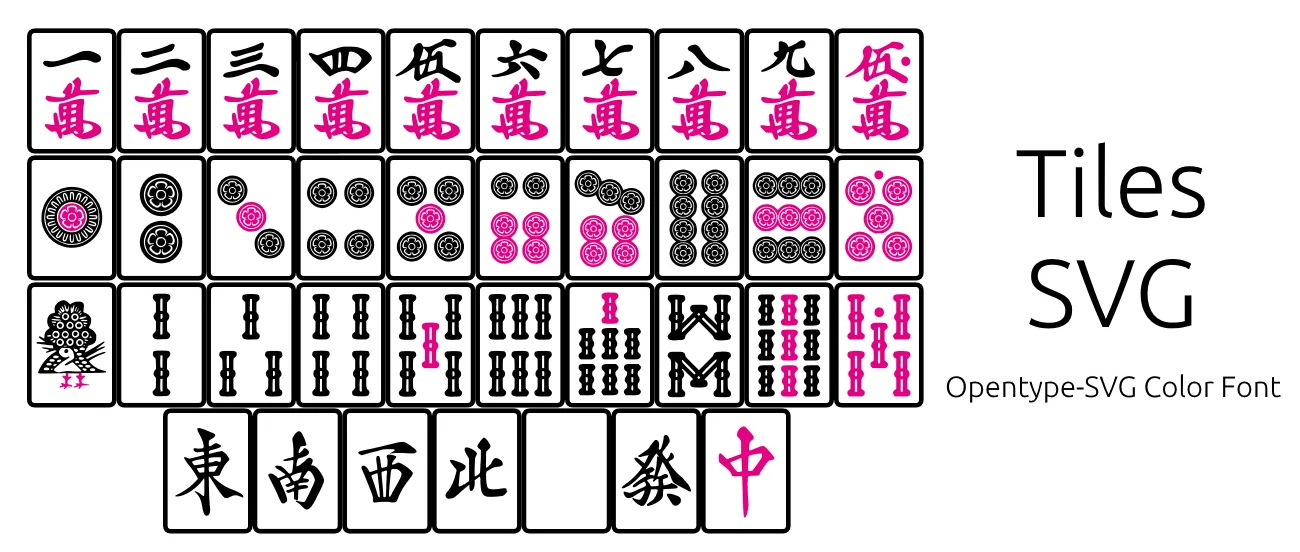 一 二 三 四 伍 六 七 八 九 伍
萬 萬 萬 萬 萬 萬 萬 萬 萬 萬
東 南 西 北 發 中
Tiles
SVG
Opentype-SVG Color Font